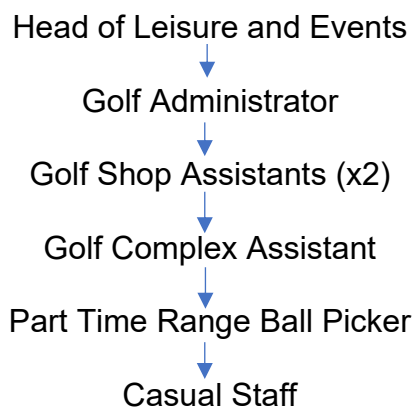 Head of Leisure and Events
Golf Administrator
Golf Shop Assistants (x2)
Golf Complex Assistant
Part Time Range Ball Picker
Casual Staff